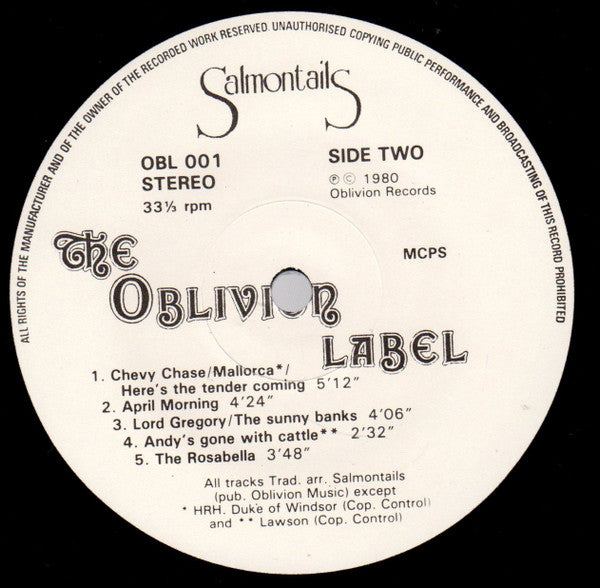 ALL RIGHTS OF THE MANUFACTURER AND OF THE OWNER OF THE RECORDED WORK RESERVED. UNAUTHORISED COPYING PUBLIC PERFORMANCE AND BROADCASTING OF THIS RECORD PROHIBITED
SalmontailS
OBL 001
STEREO
33⅓ rpm
SIDE TWO
℗ © 1980
Oblivion Records
MCPS
THE
OBLIVION
LABEL
1. Chevy Chase/Mallorca*/
Here's the tender coming 5'12"
2. April Morning 4'24"
3. Lord Gregory/The sunny banks 4'06"
4. Andy's gone with cattle** 2'32"
5. The Rosabella 3'48"
All tracks Trad. arr. Salmontails
(pub. Oblivion Music) except
* HRH. Duke of Windsor (Cop. Control)
and ** Lawson (Cop. Control)